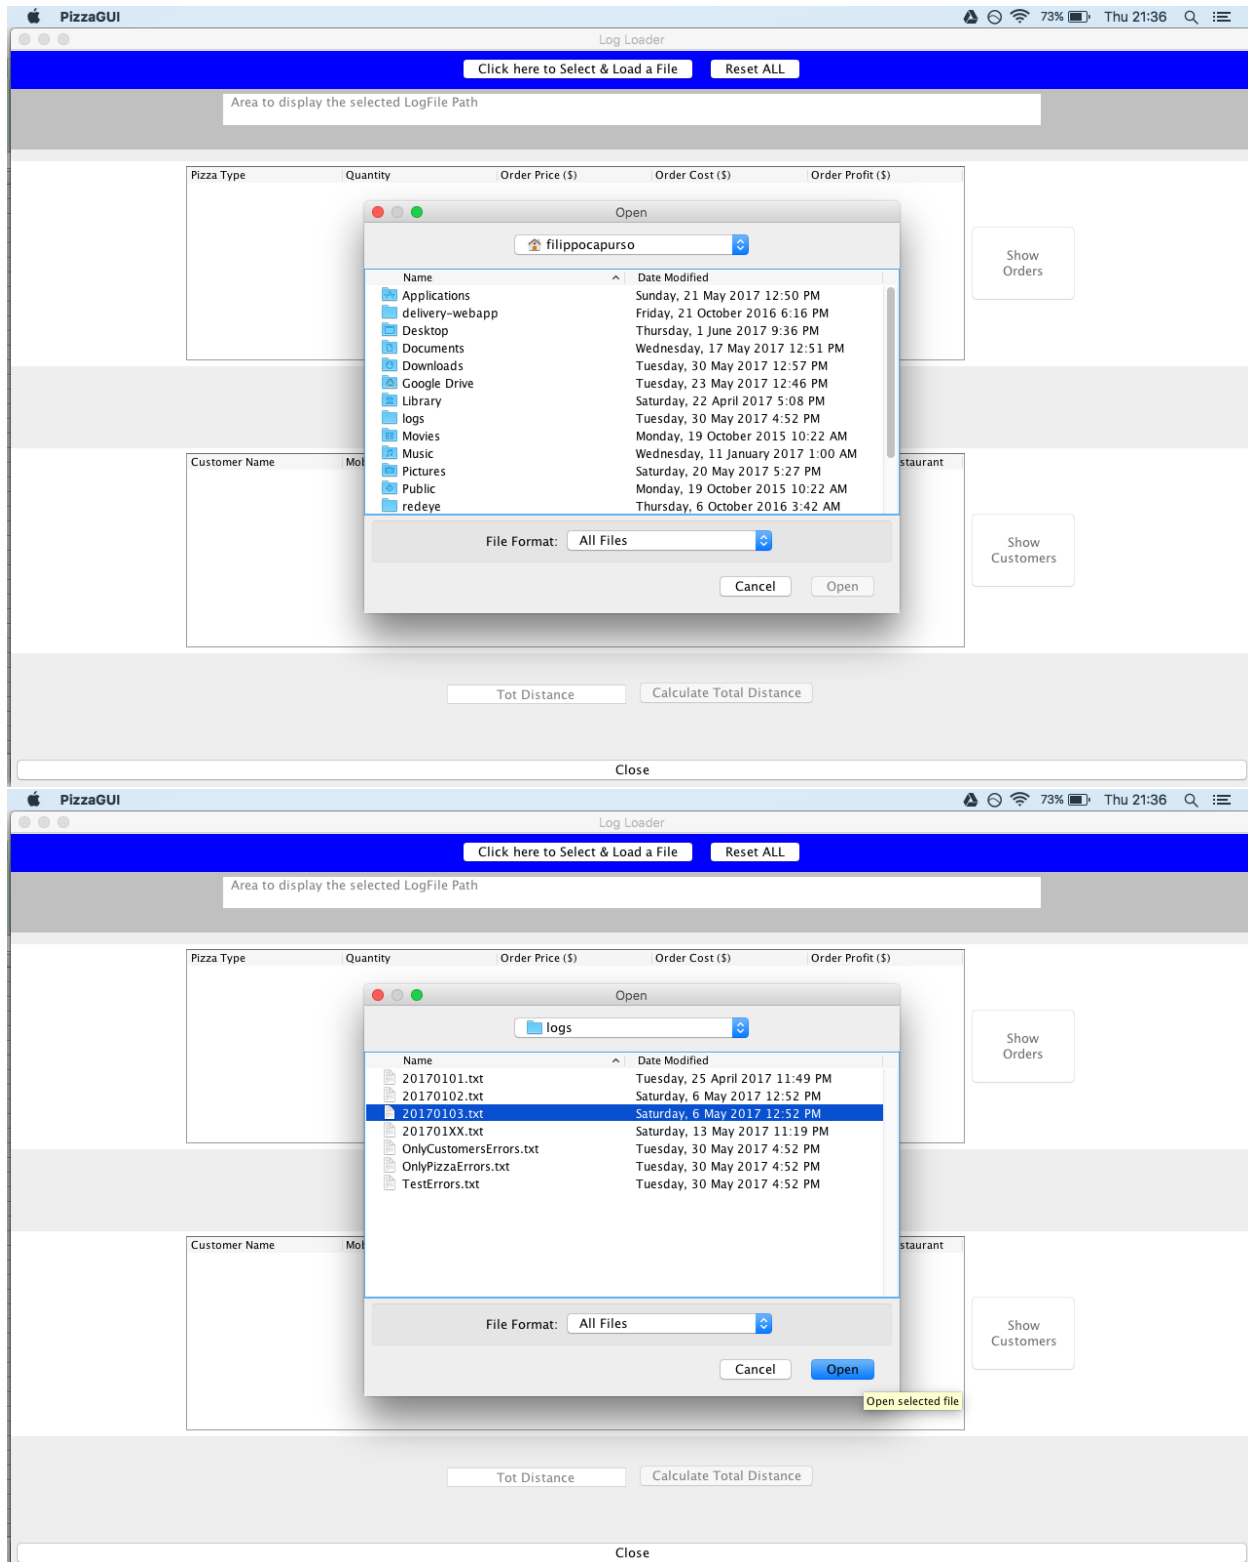 PizzaGUI 73% Thu 21:36
Log Loader
Click here to Select & Load a File Reset ALL
Area to display the selected LogFile Path
Pizza Type Quantity Order Price ($) Order Cost ($) Order Profit ($)
Open
filippocapurso
Show
Orders
Name Date Modified
Applications Sunday, 21 May 2017 12:50 PM
delivery-webapp Friday, 21 October 2016 6:16 PM
Desktop Thursday, 1 June 2017 9:36 PM
Documents Wednesday, 17 May 2017 12:51 PM
Downloads Tuesday, 30 May 2017 12:57 PM
Google Drive Tuesday, 23 May 2017 12:46 PM
Library Saturday, 22 April 2017 5:08 PM
logs Tuesday, 30 May 2017 4:52 PM
Movies Monday, 19 October 2015 10:22 AM
Music Wednesday, 11 January 2017 1:00 AM
Customer Name Mob staurant
Pictures Saturday, 20 May 2017 5:27 PM
Public Monday, 19 October 2015 10:22 AM
redeye Thursday, 6 October 2016 3:42 AM
File Format: All Files
Show
Customers
Cancel Open
Tot Distance Calculate Total Distance
Close
PizzaGUI 73% Thu 21:36
Log Loader
Click here to Select & Load a File Reset ALL
Area to display the selected LogFile Path
Pizza Type Quantity Order Price ($) Order Cost ($) Order Profit ($)
Open
logs
Show
Orders
Name Date Modified
20170101.txt Tuesday, 25 April 2017 11:49 PM
20170102.txt Saturday, 6 May 2017 12:52 PM
20170103.txt Saturday, 6 May 2017 12:52 PM
201701XX.txt Saturday, 13 May 2017 11:19 PM
OnlyCustomersErrors.txt Tuesday, 30 May 2017 4:52 PM
OnlyPizzaErrors.txt Tuesday, 30 May 2017 4:52 PM
TestErrors.txt Tuesday, 30 May 2017 4:52 PM
Customer Name Mob staurant
File Format: All Files
Show
Customers
Cancel Open
Open selected file
Tot Distance Calculate Total Distance
Close